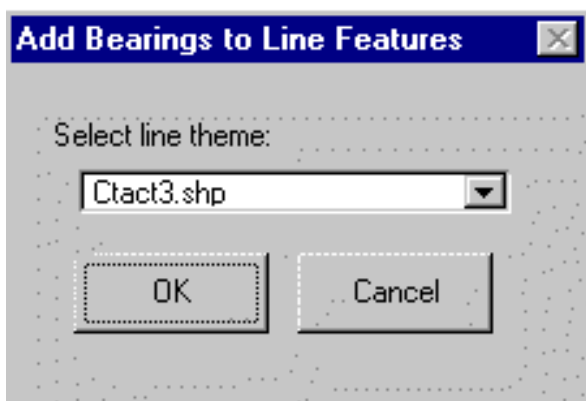 Add Bearings to Line Features
Select line theme:
Ctact3.shp
OK Cancel